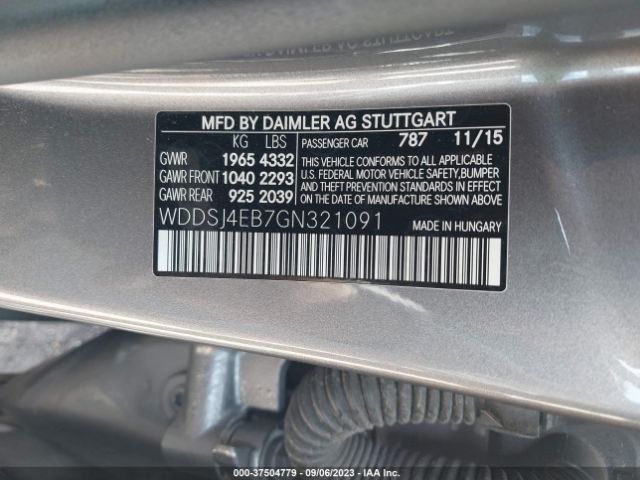 MFD BY DAIMLER AG STUTTGART
KG LBS
PASSENGER CAR 787 11/15
GVWR 1965 4332
GAWR FRONT 1040 2293
GAWR REAR 925 2039
THIS VEHICLE CONFORMS TO ALL APPLICABLE
U.S. FEDERAL MOTOR VEHICLE SAFETY,BUMPER
AND THEFT PREVENTION STANDARDS IN EFFECT
ON THE DATE OF MANUFACTURE SHOWN ABOVE
WDDSJ4EB7GN321091
MADE IN HUNGARY
000-37504779 - 09/06/2023 - IAA Inc.